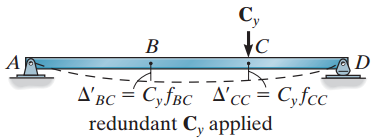 C_y
A B C D
Δ'_BC = C_y f_BC Δ'_CC = C_y f_CC
redundant C_y applied